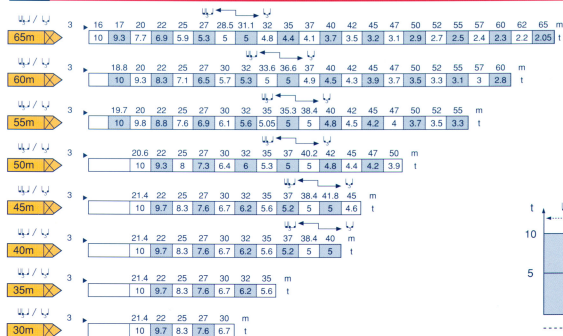 3 16 17 20 22 25 27 28.5 31.1 32 35 37 40 42 45 47 50 52 55 57 60 62 65 m
65m 10 9.3 7.7 6.9 5.9 5.3 5 5 4.8 4.4 4.1 3.7 3.5 3.2 3.1 2.9 2.7 2.5 2.4 2.3 2.2 2.05 t
3 18.8 20 22 25 27 30 32 33.6 36.6 37 40 42 45 47 50 52 55 57 60 m
60m 10 9.3 8.3 7.1 6.5 5.7 5.3 5 5 4.9 4.5 4.3 3.9 3.7 3.5 3.3 3.1 3 2.8 t
3 19.7 20 22 25 27 30 32 35 35.3 38.4 40 42 45 47 50 52 55 m
55m 10 9.8 8.8 7.6 6.9 6.1 5.6 5.05 5 5 4.8 4.5 4.2 4 3.7 3.5 3.3 t
3 20.6 22 25 27 30 32 35 37 40.2 42 45 47 50 m
50m 10 9.3 8 7.3 6.4 6 5.3 5 5 4.8 4.4 4.2 3.9 t
3 21.4 22 25 27 30 32 35 37 38.4 41.8 45 m
45m 10 9.7 8.3 7.6 6.7 6.2 5.6 5.2 5 5 4.6 t
3 21.4 22 25 27 30 32 35 37 38.4 40 m
40m 10 9.7 8.3 7.6 6.7 6.2 5.6 5.2 5 5 t
3 21.4 22 25 27 30 32 35 m
35m 10 9.7 8.3 7.6 6.7 6.2 5.6 t
3 21.4 22 25 27 30 m
30m 10 9.7 8.3 7.6 6.7 t
t
10
5